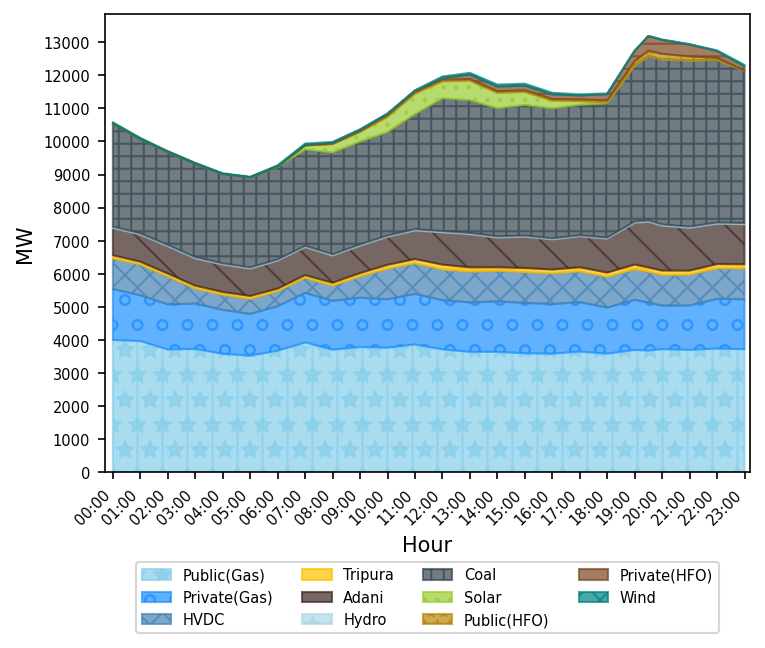 MW
13000
12000
11000
10000
9000
8000
7000
6000
5000
4000
3000
2000
1000
0
00:00 01:00 02:00 03:00 04:00 05:00 06:00 07:00 08:00 09:00 10:00 11:00 12:00 13:00 14:00 15:00 16:00 17:00 18:00 19:00 20:00 21:00 22:00 23:00
Hour
Public(Gas) Tripura Coal Private(HFO)
Private(Gas) Adani Solar Wind
HVDC Hydro Public(HFO)